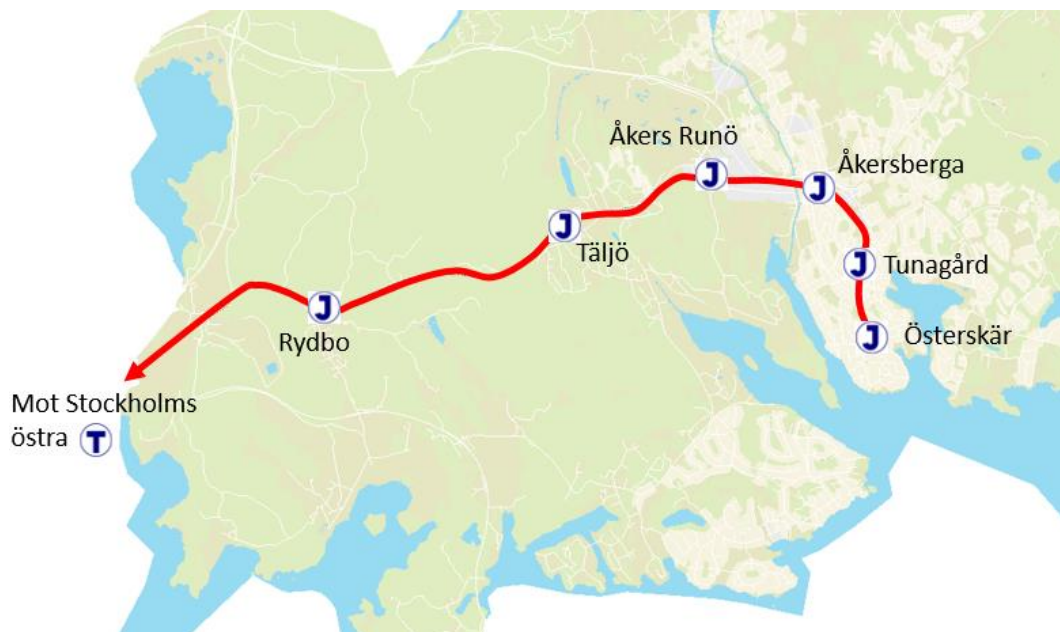 Åkers Runö
J
Åkersberga
J
J
Täljö
J
Tunagård
J
Rydbo
J
Österskär
Mot Stockholms
östra T